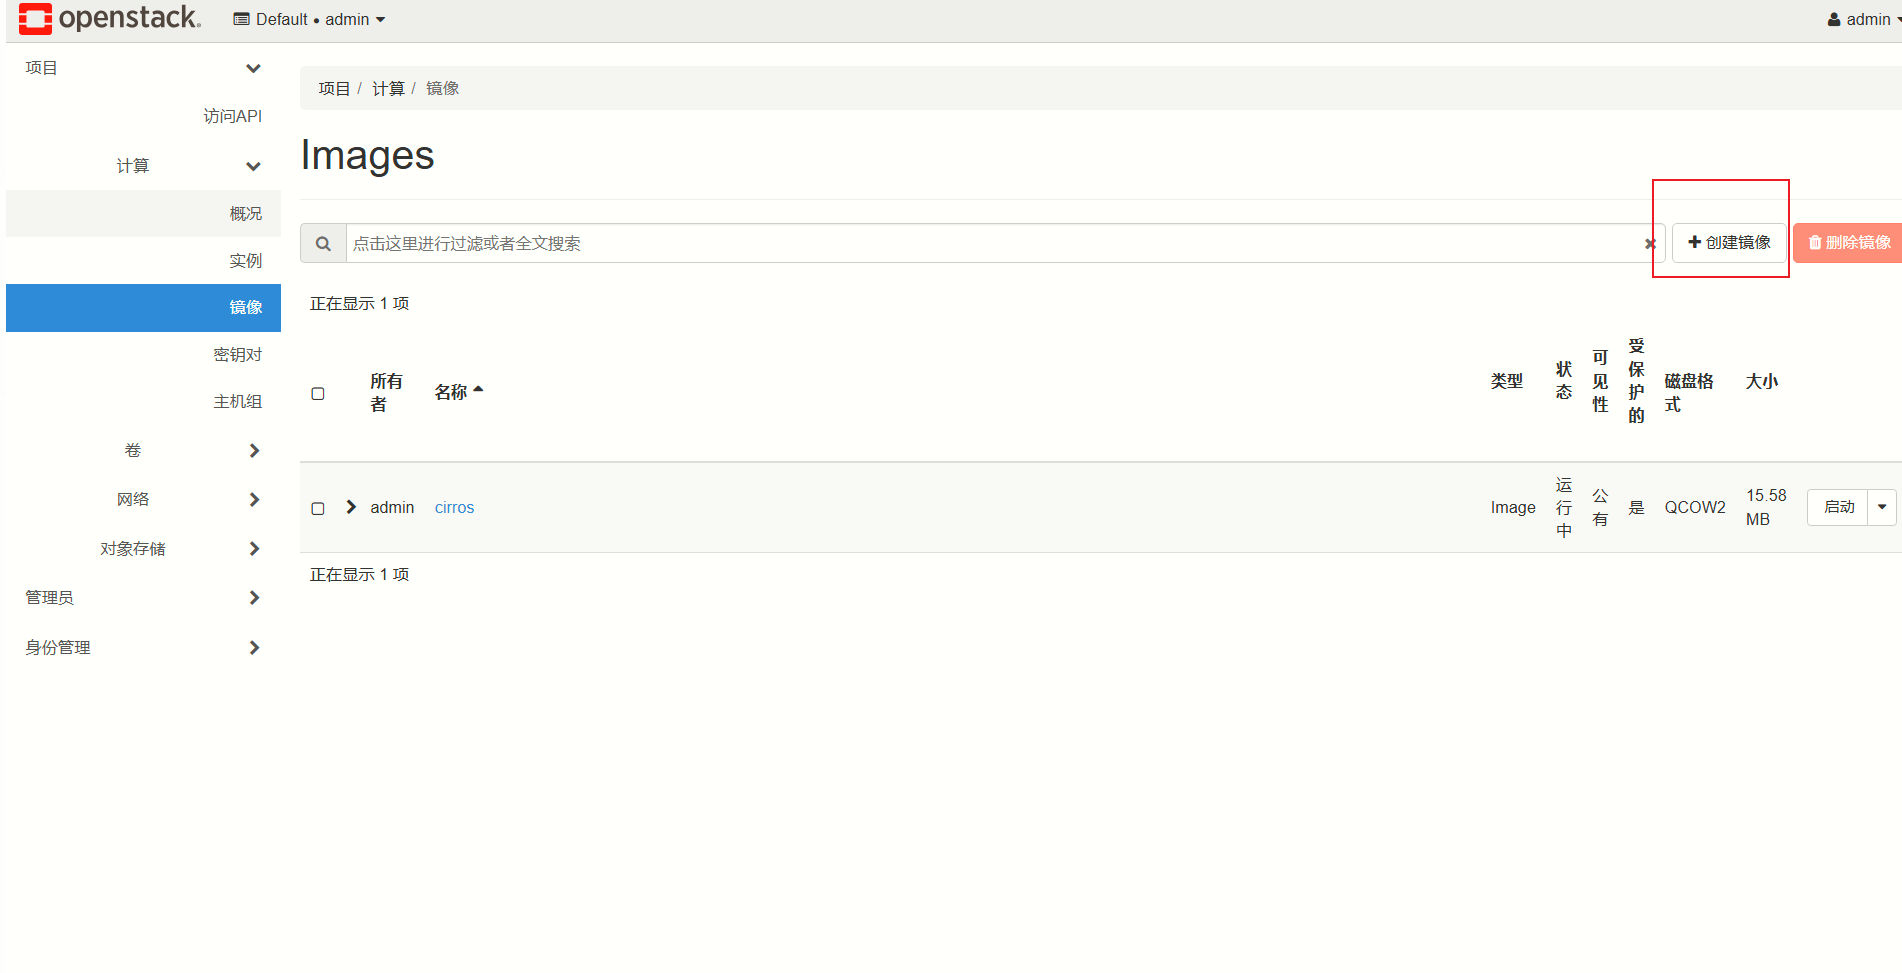 openstack. Default • admin admin
项目
访问API
计算
概况
实例
镜像
密钥对
主机组
卷
网络
对象存储
管理员
身份管理
项目 / 计算 / 镜像
Images
点击这里进行过滤或者全文搜索 创建镜像 删除镜像
正在显示 1 项
所有者 名称 类型 状态 可见性 受保护的 磁盘格式 大小
admin cirros Image 运行中 公有 是 QCOW2 15.58 MB 启动
正在显示 1 项